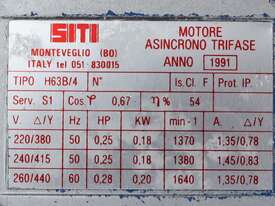 SITI
MOTORE
MONTEVEGLIO (BO)
ASINCRONO TRIFASE
ITALY tel 051-830015
ANNO 1991
TIPO H63B/4 N° Is. Cl F Prot. IP.
Serv. S1 Cos φ 0,67 η % 54
V. Δ/Y Hz HP KW min-1 A. Δ/Y
220/380 50 0,25 0,18 1370 1,35/0,78
240/415 50 0,25 0,18 1380 1,45/0,83
260/440 60 0,28 0,20 1640 1,35/0,78